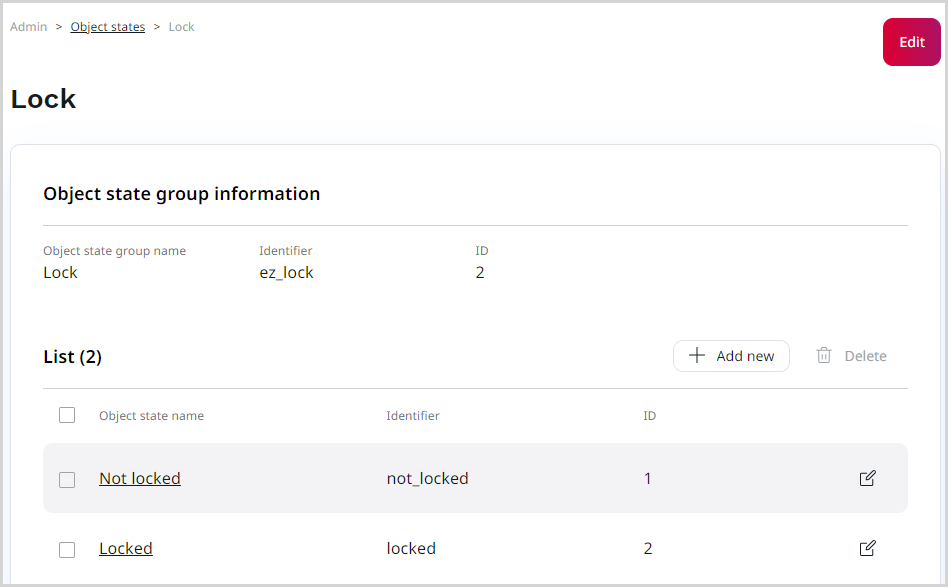 Admin > Object states > Lock
Edit
Lock
Object state group information
Object state group name Identifier ID
Lock ez_lock 2
List (2) Add new Delete
Object state name Identifier ID
Not locked not_locked 1
Locked locked 2